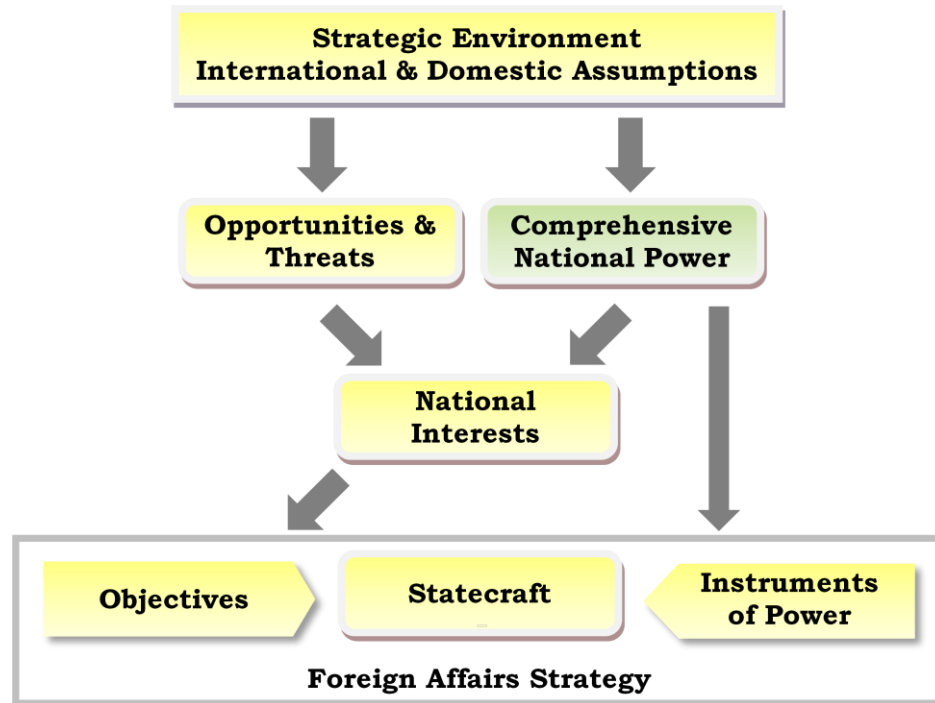 Strategic Environment
International & Domestic Assumptions
Opportunities &
Threats
Comprehensive
National Power
National
Interests
Objectives
Statecraft
Instruments
of Power
Foreign Affairs Strategy